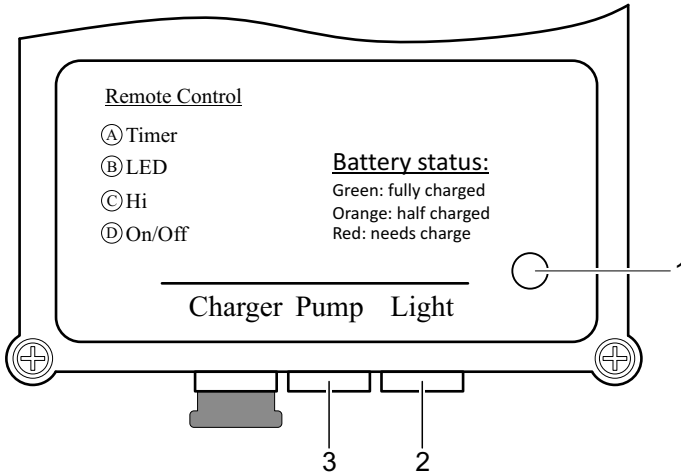 Remote Control
Ⓐ Timer
Ⓑ LED
Ⓒ Hi
Ⓓ On/Off
Battery status:
Green: fully charged
Orange: half charged
Red: needs charge
1
Charger Pump Light
3 2